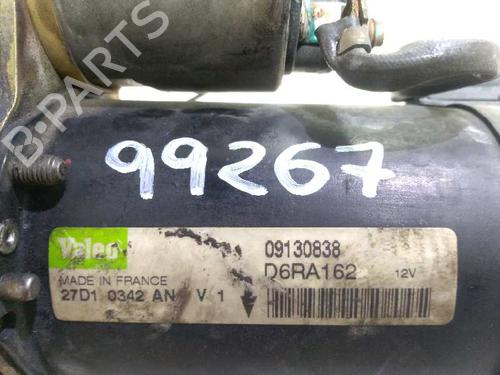 B-PARTS
99267
Valeo 09130838
MADE IN FRANCE D6RA162 12V
27D1 0342 AN V 1